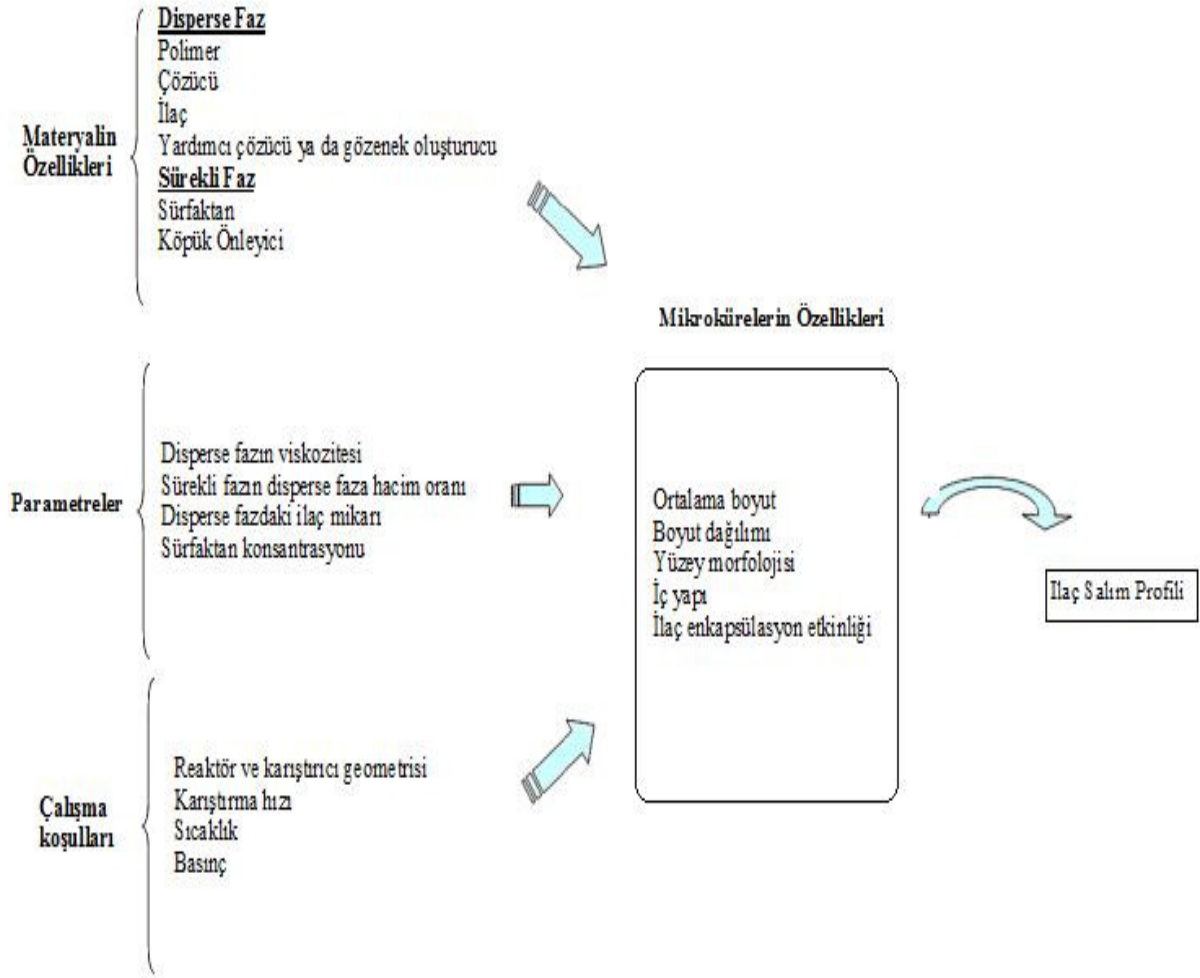 Disperse Faz
Polimer
Çözücü
İlaç
Yardımcı çözücü ya da gözenek oluşturucu
Sürekli Faz
Sürfaktan
Köpük Önleyici
Materyalin
Özellikleri
Mikrokürelerin Özellikleri
Parametreler
Disperse fazın viskozitesi
Sürekli fazın disperse faza hacim oranı
Disperse fazdaki ilaç mikarı
Sürfaktan konsantrasyonu
Ortalama boyut
Boyut dağılımı
Yüzey morfolojisi
İç yapı
İlaç enkapsülasyon etkinliği
Ilaç Salım Profili
Çalışma
koşulları
Reaktör ve karıştırıcı geometrisi
Karıştırma hızı
Sıcaklık
Basınç